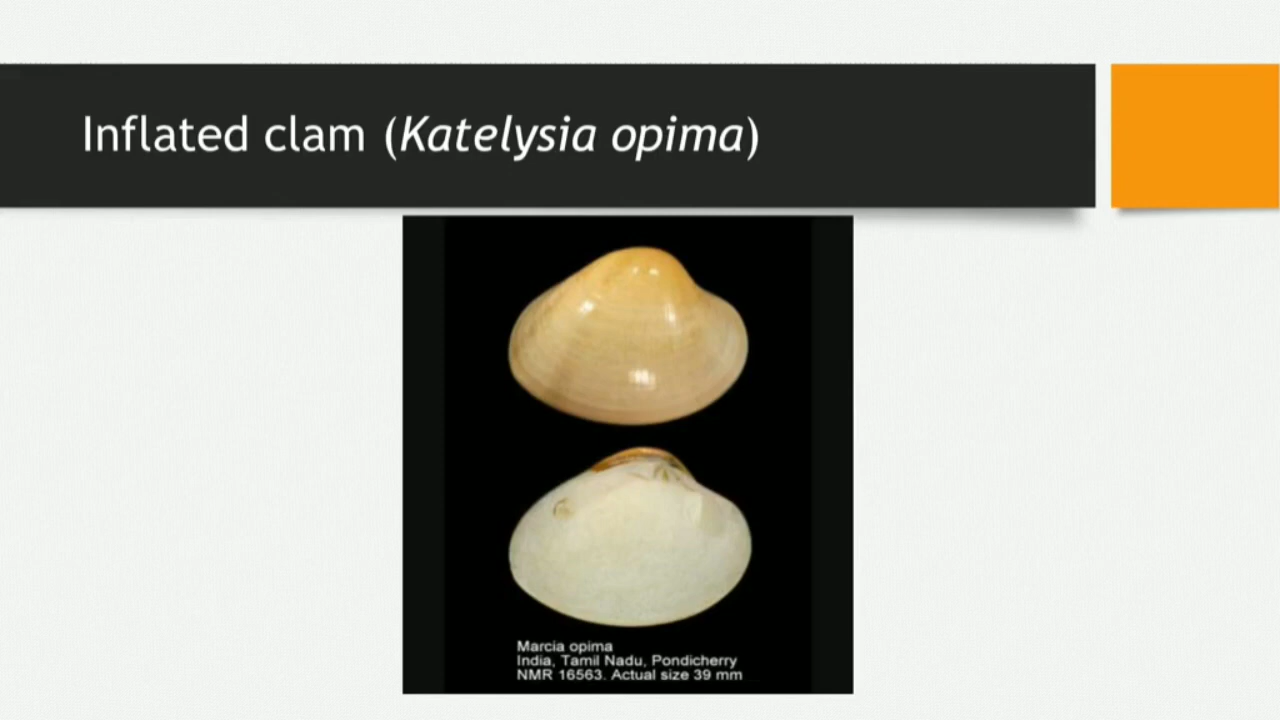 Inflated clam (Katelysia opima)
Marcia opima
India, Tamil Nadu, Pondicherry
NMR 16563. Actual size 39 mm